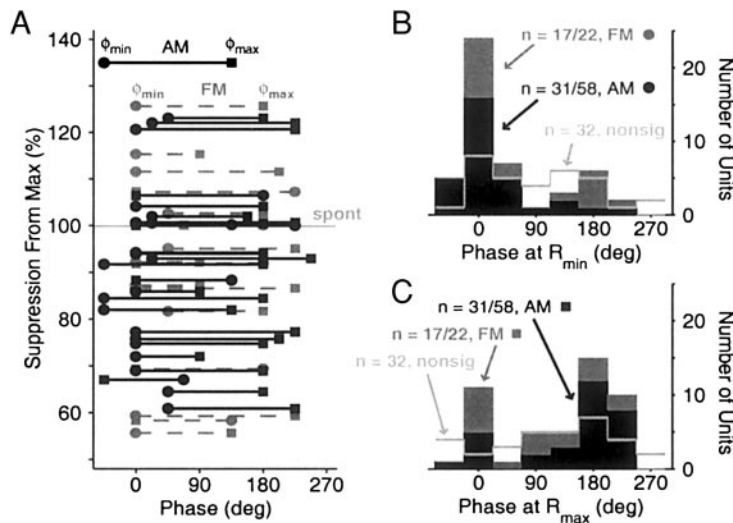 A
ϕmin AM ϕmax
ϕmin FM ϕmax
spont
140
120
100
80
60
Suppression From Max (%)
0 90 180 270
Phase (deg)
B
n = 17/22, FM
n = 31/58, AM
n = 32, nonsig
20
10
0
Number of Units
0 90 180 270
Phase at Rmin (deg)
C
n = 31/58, AM
n = 17/22, FM
n = 32, nonsig
20
10
0
Number of Units
0 90 180 270
Phase at Rmax (deg)